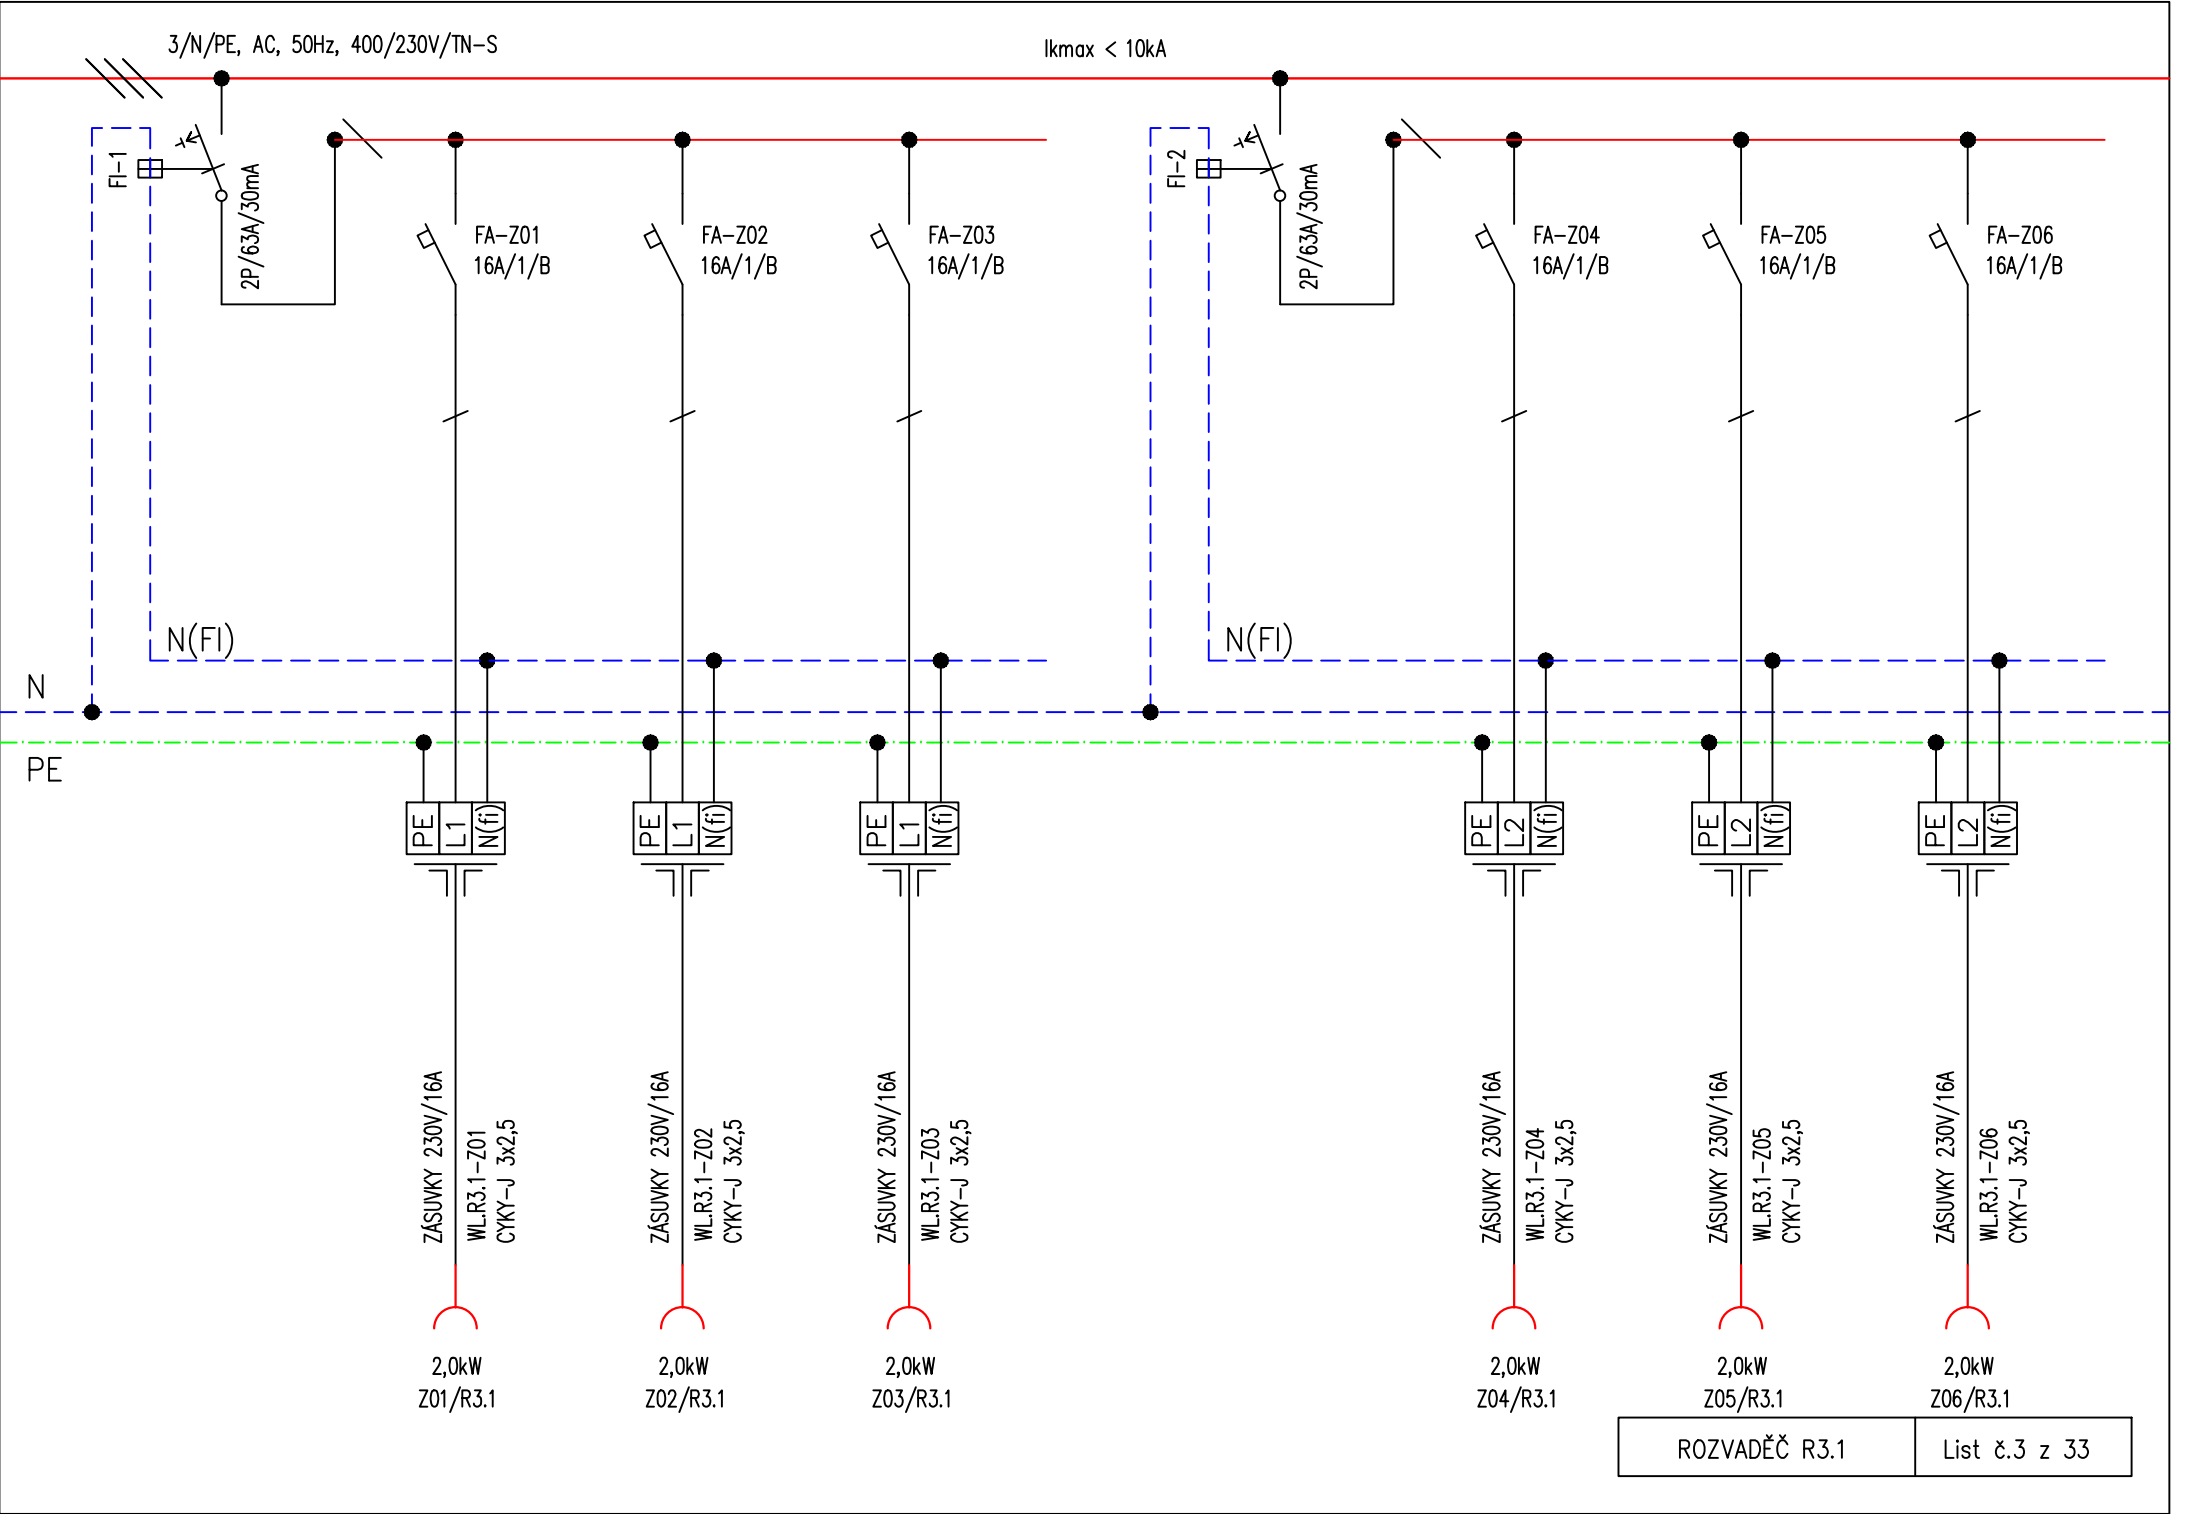 3/N/PE, AC, 50Hz, 400/230V/TN-S
Ikmax < 10kA
FI-1
2P/63A/30mA
FA-Z01
16A/1/B
FA-Z02
16A/1/B
FA-Z03
16A/1/B
FI-2
2P/63A/30mA
FA-Z04
16A/1/B
FA-Z05
16A/1/B
FA-Z06
16A/1/B
N(FI)
N(FI)
N
PE
PE
L1
N(fi)
PE
L1
N(fi)
PE
L1
N(fi)
PE
L2
N(fi)
PE
L2
N(fi)
PE
L2
N(fi)
ZÁSUVKY 230V/16A
WL.R3.1-Z01
CYKY-J 3x2,5
ZÁSUVKY 230V/16A
WL.R3.1-Z02
CYKY-J 3x2,5
ZÁSUVKY 230V/16A
WL.R3.1-Z03
CYKY-J 3x2,5
ZÁSUVKY 230V/16A
WL.R3.1-Z04
CYKY-J 3x2,5
ZÁSUVKY 230V/16A
WL.R3.1-Z05
CYKY-J 3x2,5
ZÁSUVKY 230V/16A
WL.R3.1-Z06
CYKY-J 3x2,5
2,0kW
Z01/R3.1
2,0kW
Z02/R3.1
2,0kW
Z03/R3.1
2,0kW
Z04/R3.1
2,0kW
Z05/R3.1
2,0kW
Z06/R3.1
ROZVADĚČ R3.1
List č.3 z 33